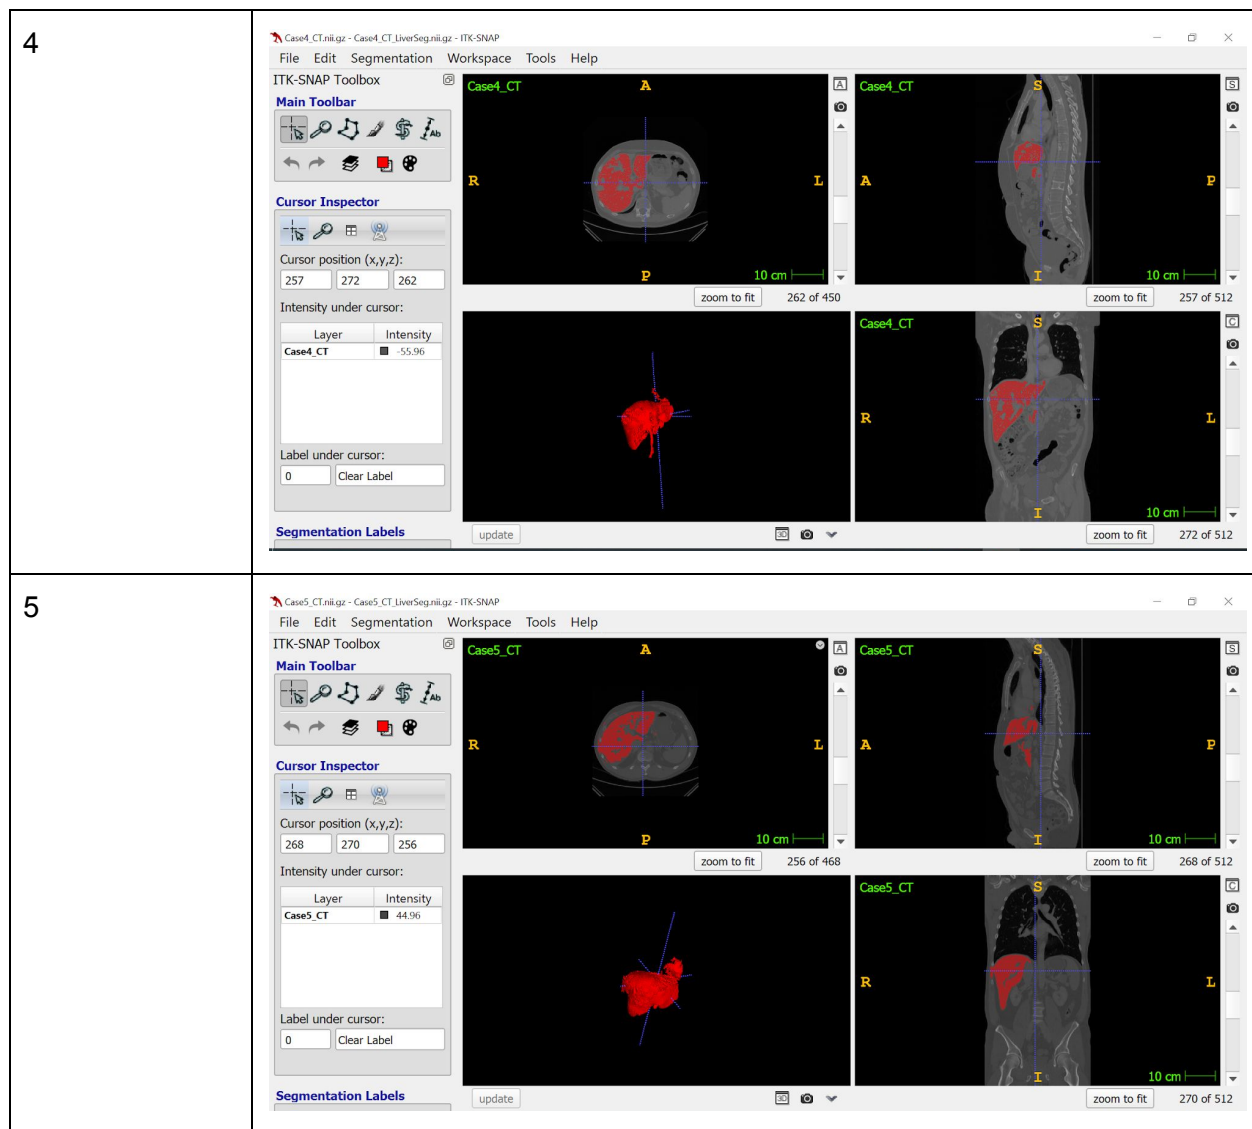 4
Case4_CT.nii.gz - Case4_CT_LiverSeg.nii.gz - ITK-SNAP
File Edit Segmentation Workspace Tools Help
ITK-SNAP Toolbox
Main Toolbar
Ab
Cursor Inspector
Cursor position (x,y,z):
257 272 262
Intensity under cursor:
Layer Intensity
Case4_CT -55.96
Label under cursor:
0 Clear Label
Segmentation Labels
Case4_CT
A
R
L
P
10 cm
A
zoom to fit 262 of 450
Case4_CT
S
A
P
I
10 cm
S
zoom to fit 257 of 512
update
3D
Case4_CT
S
R
L
I
10 cm
C
zoom to fit 272 of 512
5
Case5_CT.nii.gz - Case5_CT_LiverSeg.nii.gz - ITK-SNAP
File Edit Segmentation Workspace Tools Help
ITK-SNAP Toolbox
Main Toolbar
Ab
Cursor Inspector
Cursor position (x,y,z):
268 270 256
Intensity under cursor:
Layer Intensity
Case5_CT 44.96
Label under cursor:
0 Clear Label
Segmentation Labels
Case5_CT
A
R
L
P
10 cm
A
zoom to fit 256 of 468
Case5_CT
S
A
P
I
10 cm
S
zoom to fit 268 of 512
update
3D
Case5_CT
S
R
L
I
10 cm
C
zoom to fit 270 of 512